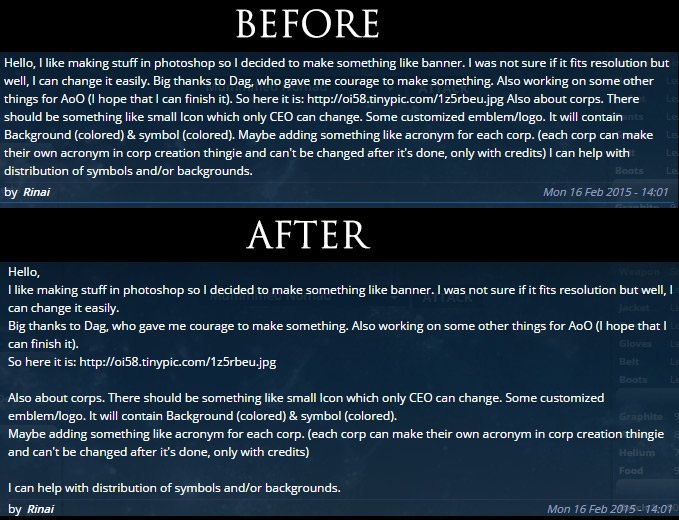 BEFORE
Hello, I like making stuff in photoshop so I decided to make something like banner. I was not sure if it fits resolution but
well, I can change it easily. Big thanks to Dag, who gave me courage to make something. Also working on some other
things for AoO (I hope that I can finish it). So here it is: http://oi58.tinypic.com/1z5rbeu.jpg Also about corps. There
should be something like small Icon which only CEO can change. Some customized emblem/logo. It will contain
Background (colored) & symbol (colored). Maybe adding something like acronym for each corp. (each corp can make
their own acronym in corp creation thingie and can't be changed after it's done, only with credits) I can help with
distribution of symbols and/or backgrounds.
by Rinai Mon 16 Feb 2015 - 14:01
AFTER
Hello,
I like making stuff in photoshop so I decided to make something like banner. I was not sure if it fits resolution but well, I
can change it easily.
Big thanks to Dag, who gave me courage to make something. Also working on some other things for AoO (I hope that I
can finish it).
So here it is: http://oi58.tinypic.com/1z5rbeu.jpg
Also about corps. There should be something like small Icon which only CEO can change. Some customized
emblem/logo. It will contain Background (colored) & symbol (colored).
Maybe adding something like acronym for each corp. (each corp can make their own acronym in corp creation thingie
and can't be changed after it's done, only with credits)
I can help with distribution of symbols and/or backgrounds.
by Rinai Mon 16 Feb 2015 - 14:01
ATTACK
Weapon
Jacket
Gloves
Belt
Boots
Graphite
Helium
Food